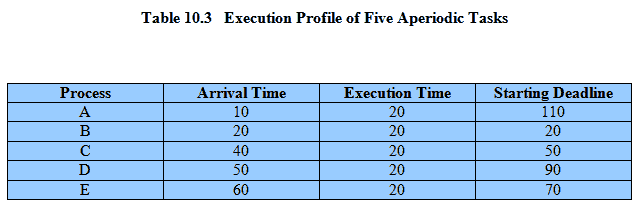 Table 10.3 Execution Profile of Five Aperiodic Tasks
Process Arrival Time Execution Time Starting Deadline
A 10 20 110
B 20 20 20
C 40 20 50
D 50 20 90
E 60 20 70